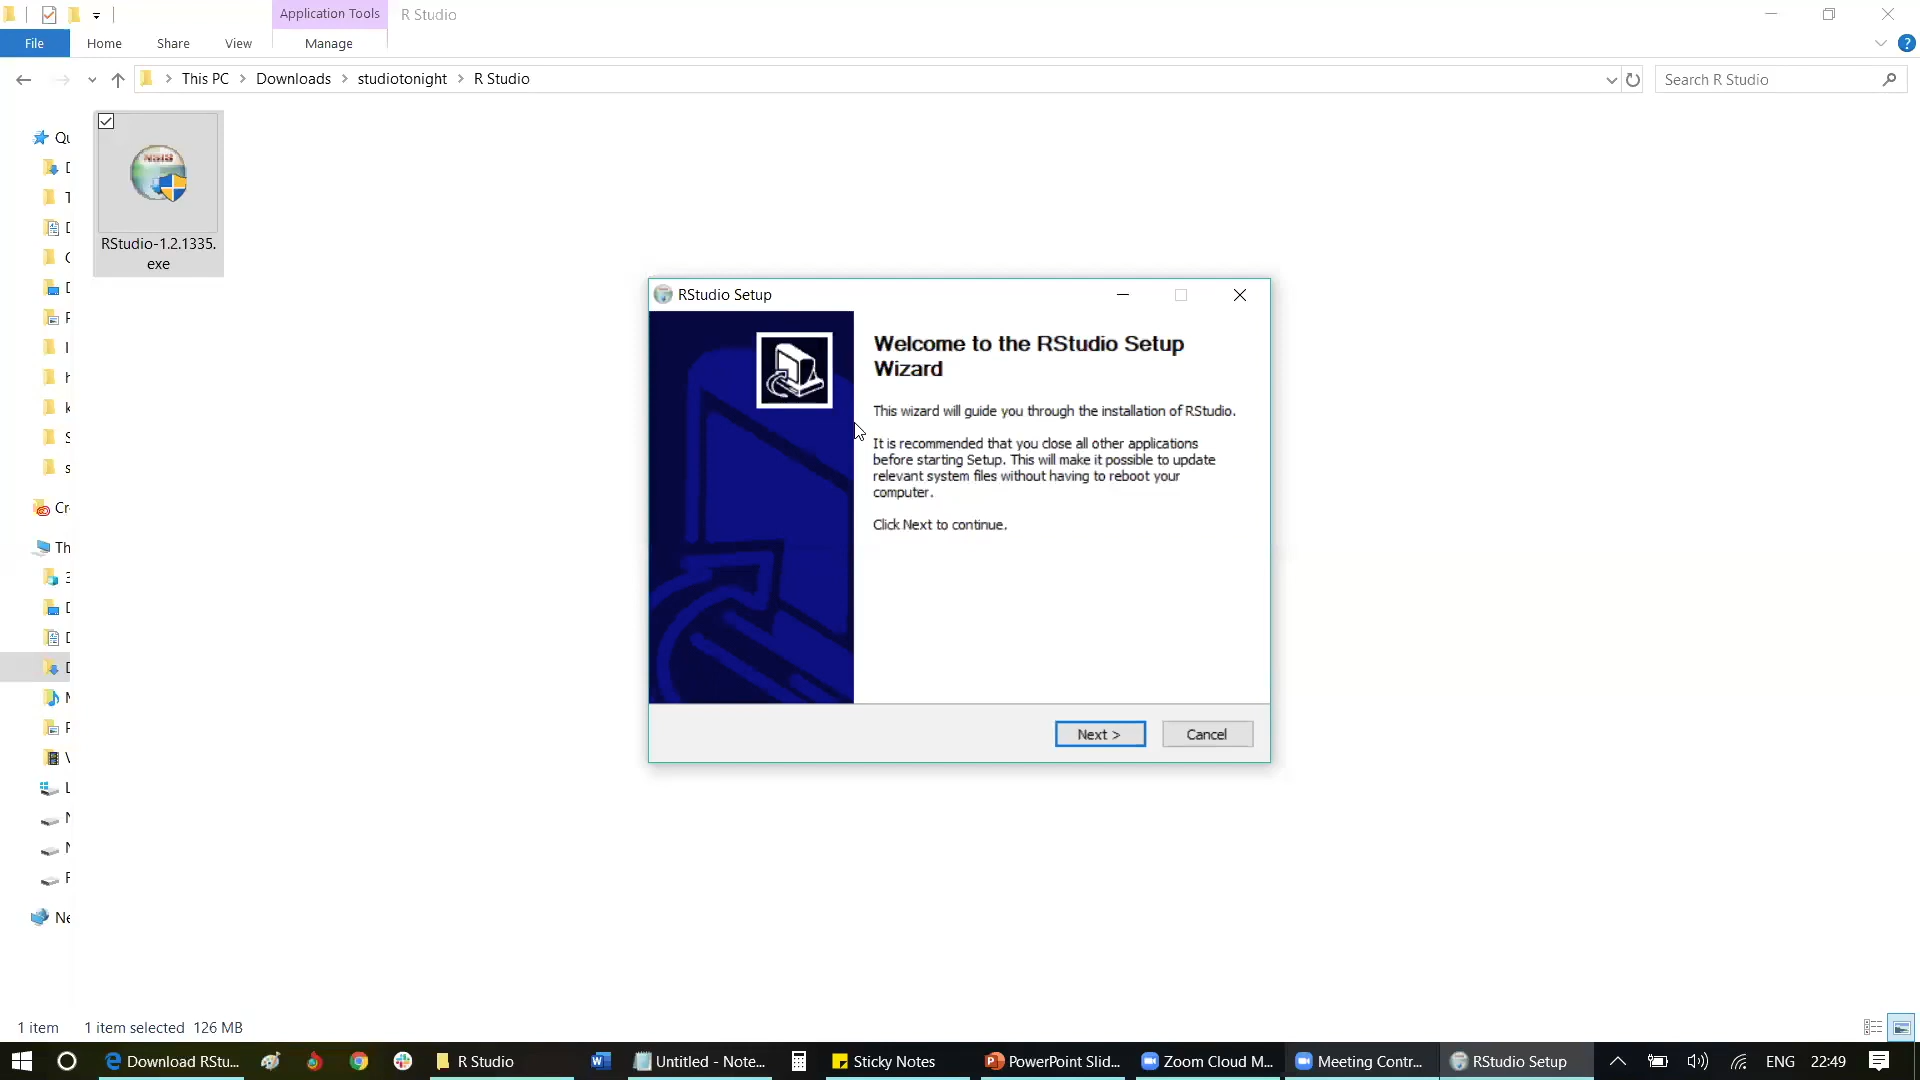 Application Tools
R Studio
File
Home
Share
View
Manage
This PC
Downloads
studiotonight
R Studio
Search R Studio
RStudio-1.2.1335.
exe
RStudio Setup
Welcome to the RStudio Setup
Wizard
This wizard will guide you through the installation of RStudio.
It is recommended that you close all other applications
before starting Setup. This will make it possible to update
relevant system files without having to reboot your
computer.
Click Next to continue.
Next >
Cancel
1 item
1 item selected 126 MB
Download RStu...
R Studio
Untitled - Note...
Sticky Notes
PowerPoint Slid...
Zoom Cloud M...
Meeting Contr...
RStudio Setup
ENG
22:49